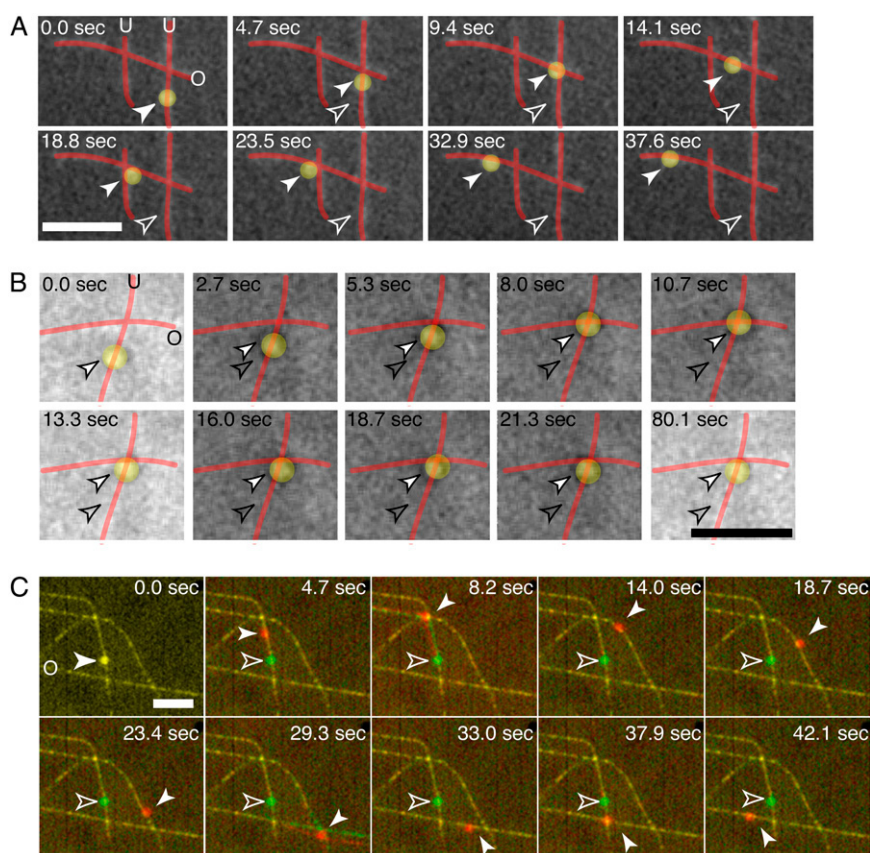 A
U U
0.0 sec 4.7 sec 9.4 sec 14.1 sec
O
18.8 sec 23.5 sec 32.9 sec 37.6 sec
B
U
0.0 sec 2.7 sec 5.3 sec 8.0 sec 10.7 sec
O
13.3 sec 16.0 sec 18.7 sec 21.3 sec 80.1 sec
C
0.0 sec 4.7 sec 8.2 sec 14.0 sec 18.7 sec
O
23.4 sec 29.3 sec 33.0 sec 37.9 sec 42.1 sec